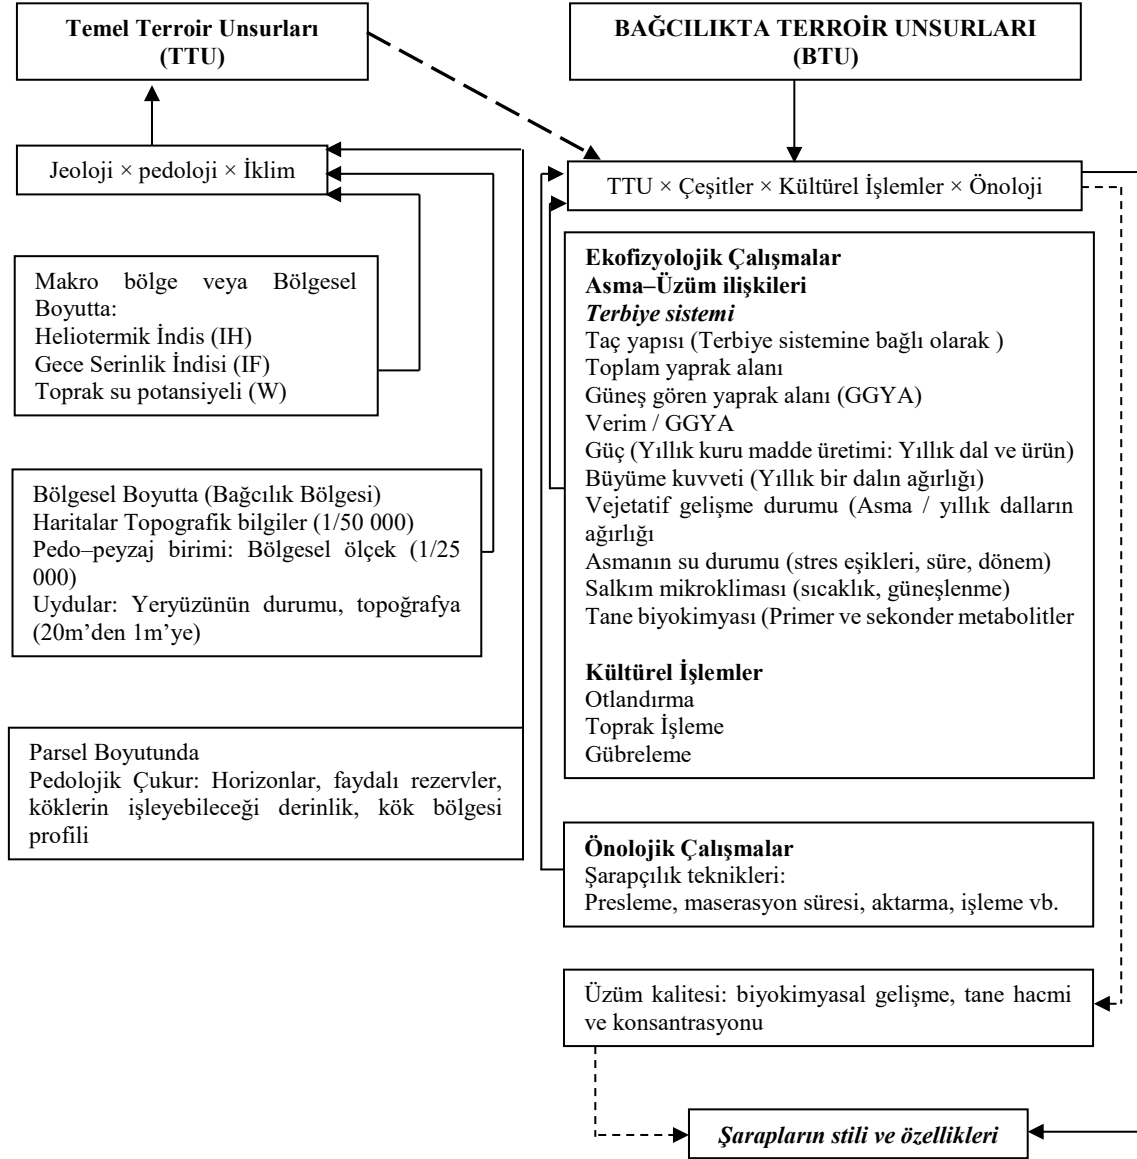 Temel Terroir Unsurları
(TTU)
BAĞCILIKTA TERROİR UNSURLARI
(BTU)
Jeoloji × pedoloji × İklim
TTU × Çeşitler × Kültürel İşlemler × Önoloji
Makro bölge veya Bölgesel
Boyutta:
Heliotermik İndis (IH)
Gece Serinlik İndisi (IF)
Toprak su potansiyeli (W)
Bölgesel Boyutta (Bağcılık Bölgesi)
Haritalar Topografik bilgiler (1/50 000)
Pedo–peyzaj birimi: Bölgesel ölçek (1/25
000)
Uydular: Yeryüzünün durumu, topoğrafya
(20m’den 1m’ye)
Parsel Boyutunda
Pedolojik Çukur: Horizonlar, faydalı rezervler,
köklerin işleyebileceği derinlik, kök bölgesi
profili
Ekofizyolojik Çalışmalar
Asma–Üzüm ilişkileri
Terbiye sistemi
Taç yapısı (Terbiye sistemine bağlı olarak )
Toplam yaprak alanı
Güneş gören yaprak alanı (GGYA)
Verim / GGYA
Güç (Yıllık kuru madde üretimi: Yıllık dal ve ürün)
Büyüme kuvveti (Yıllık bir dalın ağırlığı)
Vejetatif gelişme durumu (Asma / yıllık dalların
ağırlığı
Asmanın su durumu (stres eşikleri, süre, dönem)
Salkım mikrokliması (sıcaklık, güneşlenme)
Tane biyokimyası (Primer ve sekonder metabolitler
Kültürel İşlemler
Otlandırma
Toprak İşleme
Gübreleme
Önolojik Çalışmalar
Şarapçılık teknikleri:
Presleme, maserasyon süresi, aktarma, işleme vb.
Üzüm kalitesi: biyokimyasal gelişme, tane hacmi
ve konsantrasyonu
Şarapların stili ve özellikleri